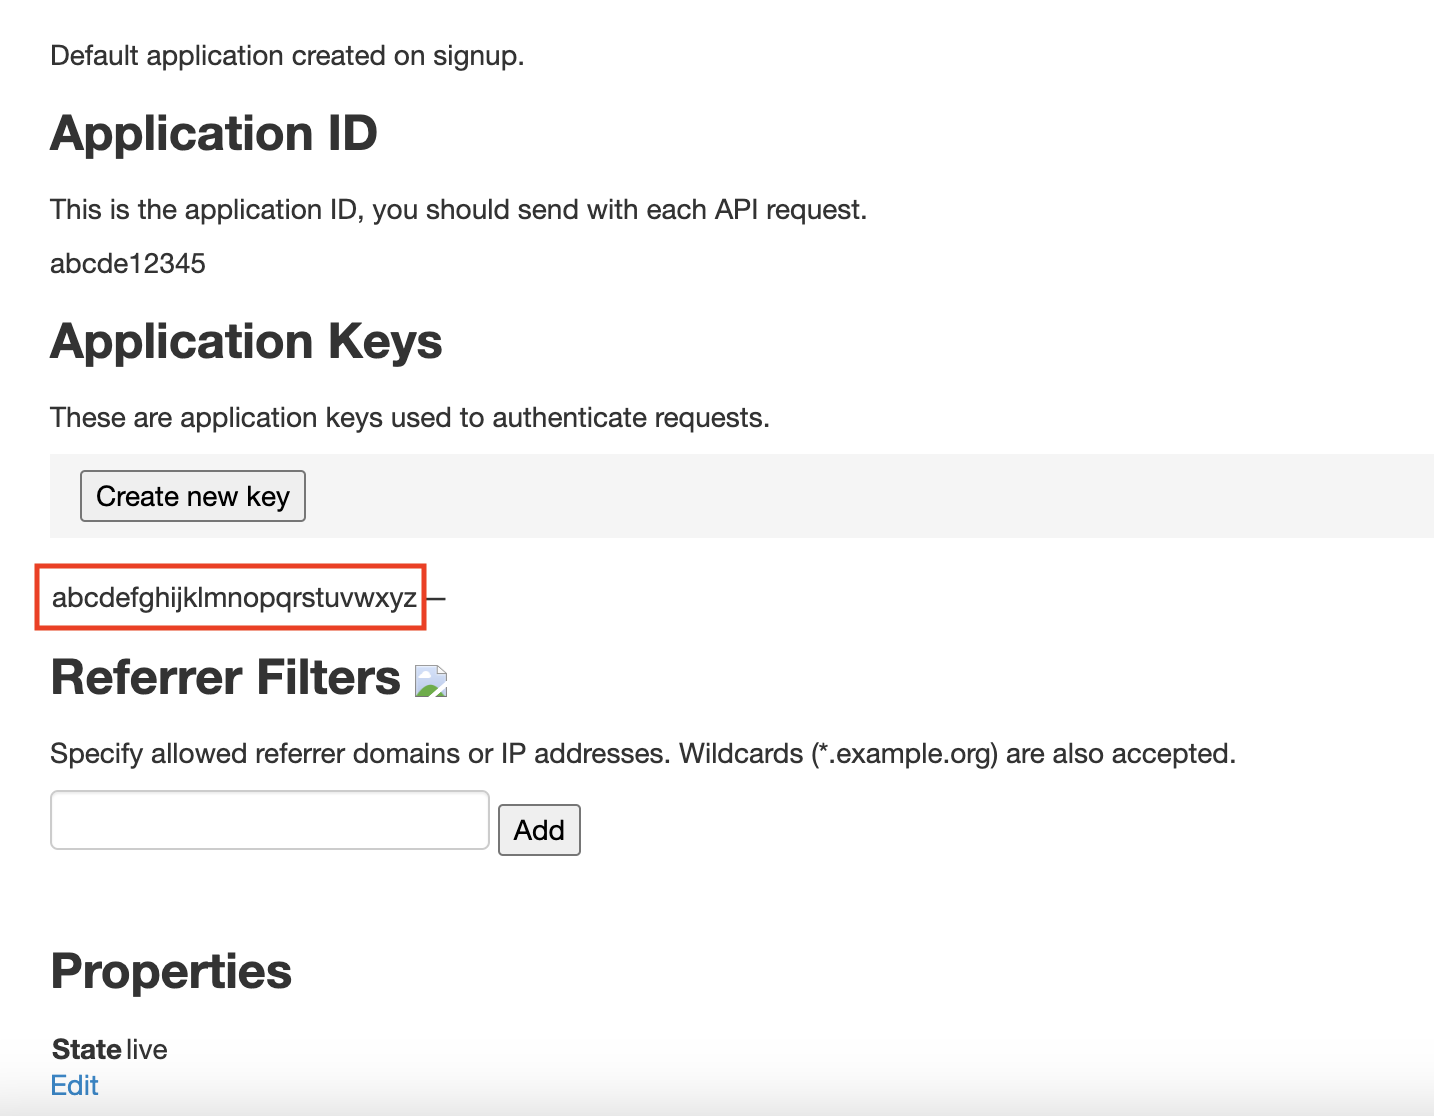 Default application created on signup.
Application ID
This is the application ID, you should send with each API request.
abcde12345
Application Keys
These are application keys used to authenticate requests.
Create new key
abcdefghijklmnopqrstuvwxyz —
Referrer Filters
Specify allowed referrer domains or IP addresses. Wildcards (*.example.org) are also accepted.
Add
Properties
State live
Edit